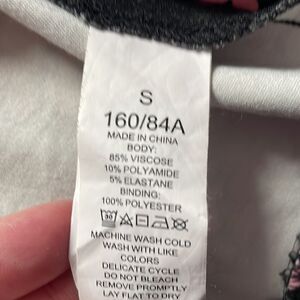 S
160/84A
MADE IN CHINA
BODY:
85% VISCOSE
10% POLYAMIDE
5% ELASTANE
BINDING:
100% POLYESTER
MACHINE WASH COLD
WASH WITH LIKE
COLORS
DELICATE CYCLE
DO NOT BLEACH
REMOVE PROMPTLY
LAY FLAT TO DRY